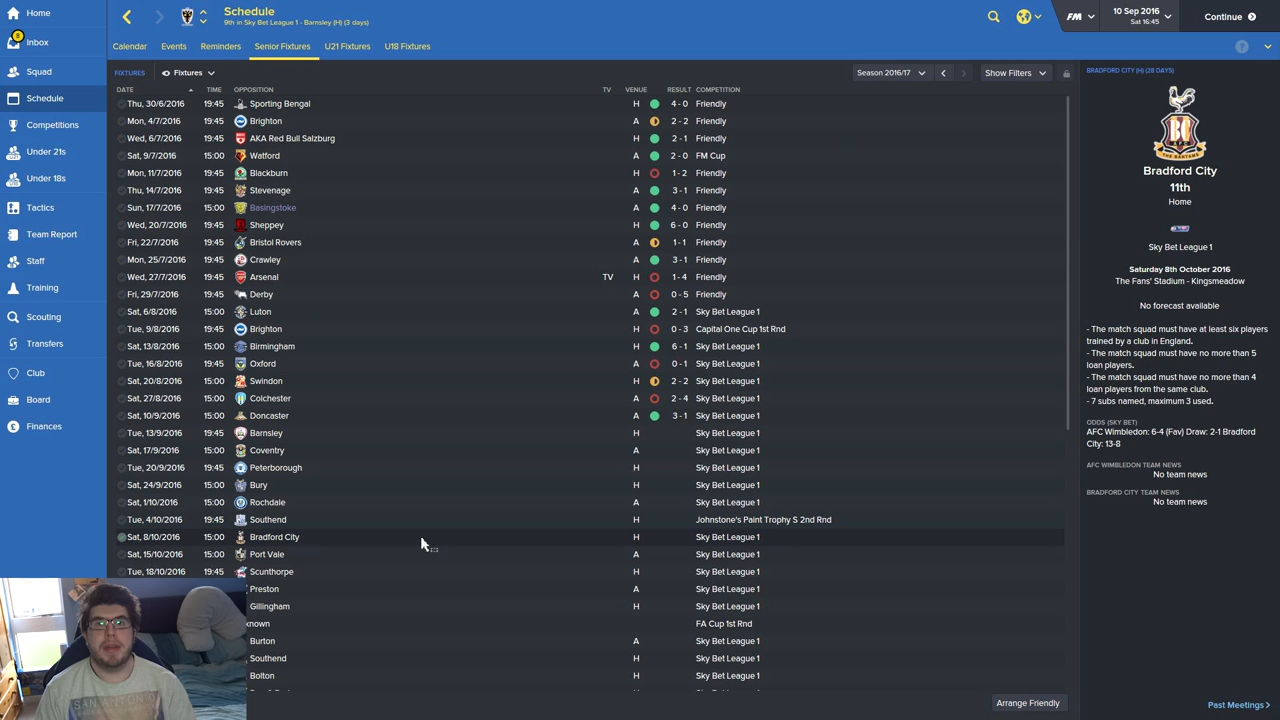 Home
8
Inbox
Squad
Schedule
Competitions
Under 21s
Under 18s
Tactics
Team Report
Staff
Training
Scouting
Transfers
Club
Board
Finances
Schedule
9th in Sky Bet League 1 - Barnsley (H) (3 days)
FM
10 Sep 2016
Sat 16:45
Continue
Calendar Events Reminders Senior Fixtures U21 Fixtures U18 Fixtures
?
FIXTURES Fixtures Season 2016/17 Show Filters
DATE TIME OPPOSITION TV VENUE RESULT COMPETITION
Thu, 30/6/2016 19:45 Sporting Bengal H 4 - 0 Friendly
Mon, 4/7/2016 19:45 Brighton A 2 - 2 Friendly
Wed, 6/7/2016 19:45 AKA Red Bull Salzburg H 2 - 1 Friendly
Sat, 9/7/2016 15:00 Watford A 2 - 0 FM Cup
Mon, 11/7/2016 19:45 Blackburn H 1 - 2 Friendly
Thu, 14/7/2016 19:45 Stevenage A 3 - 1 Friendly
Sun, 17/7/2016 15:00 Basingstoke A 4 - 0 Friendly
Wed, 20/7/2016 19:45 Sheppey H 6 - 0 Friendly
Fri, 22/7/2016 19:45 Bristol Rovers A 1 - 1 Friendly
Mon, 25/7/2016 19:45 Crawley A 3 - 1 Friendly
Wed, 27/7/2016 19:45 Arsenal TV H 1 - 4 Friendly
Fri, 29/7/2016 19:45 Derby A 0 - 5 Friendly
Sat, 6/8/2016 15:00 Luton A 2 - 1 Sky Bet League 1
Tue, 9/8/2016 19:45 Brighton H 0 - 3 Capital One Cup 1st Rnd
Sat, 13/8/2016 15:00 Birmingham H 6 - 1 Sky Bet League 1
Tue, 16/8/2016 19:45 Oxford A 0 - 1 Sky Bet League 1
Sat, 20/8/2016 15:00 Swindon H 2 - 2 Sky Bet League 1
Sat, 27/8/2016 15:00 Colchester A 2 - 4 Sky Bet League 1
Sat, 10/9/2016 15:00 Doncaster A 3 - 1 Sky Bet League 1
Tue, 13/9/2016 19:45 Barnsley H Sky Bet League 1
Sat, 17/9/2016 15:00 Coventry A Sky Bet League 1
Tue, 20/9/2016 19:45 Peterborough H Sky Bet League 1
Sat, 24/9/2016 15:00 Bury H Sky Bet League 1
Sat, 1/10/2016 15:00 Rochdale A Sky Bet League 1
Tue, 4/10/2016 19:45 Southend H Johnstone's Paint Trophy S 2nd Rnd
Sat, 8/10/2016 15:00 Bradford City H Sky Bet League 1
Sat, 15/10/2016 15:00 Port Vale A Sky Bet League 1
Tue, 18/10/2016 19:45 Scunthorpe H Sky Bet League 1
Preston A Sky Bet League 1
Gillingham H Sky Bet League 1
known FA Cup 1st Rnd
Burton A Sky Bet League 1
Southend H Sky Bet League 1
Bolton H Sky Bet League 1
Arrange Friendly
BRADFORD CITY (H) (28 DAYS)
Bradford City
11th
Home
Sky Bet League 1
Saturday 8th October 2016
The Fans' Stadium - Kingsmeadow
No forecast available
- The match squad must have at least six players
trained by a club in England.
- The match squad must have no more than 5
loan players.
- The match squad must have no more than 4
loan players from the same club.
- 7 subs named, maximum 3 used.
ODDS (SKY BET)
AFC Wimbledon: 6-4 (Fav) Draw: 2-1 Bradford
City: 13-8
AFC WIMBLEDON TEAM NEWS
No team news
BRADFORD CITY TEAM NEWS
No team news
Past Meetings >